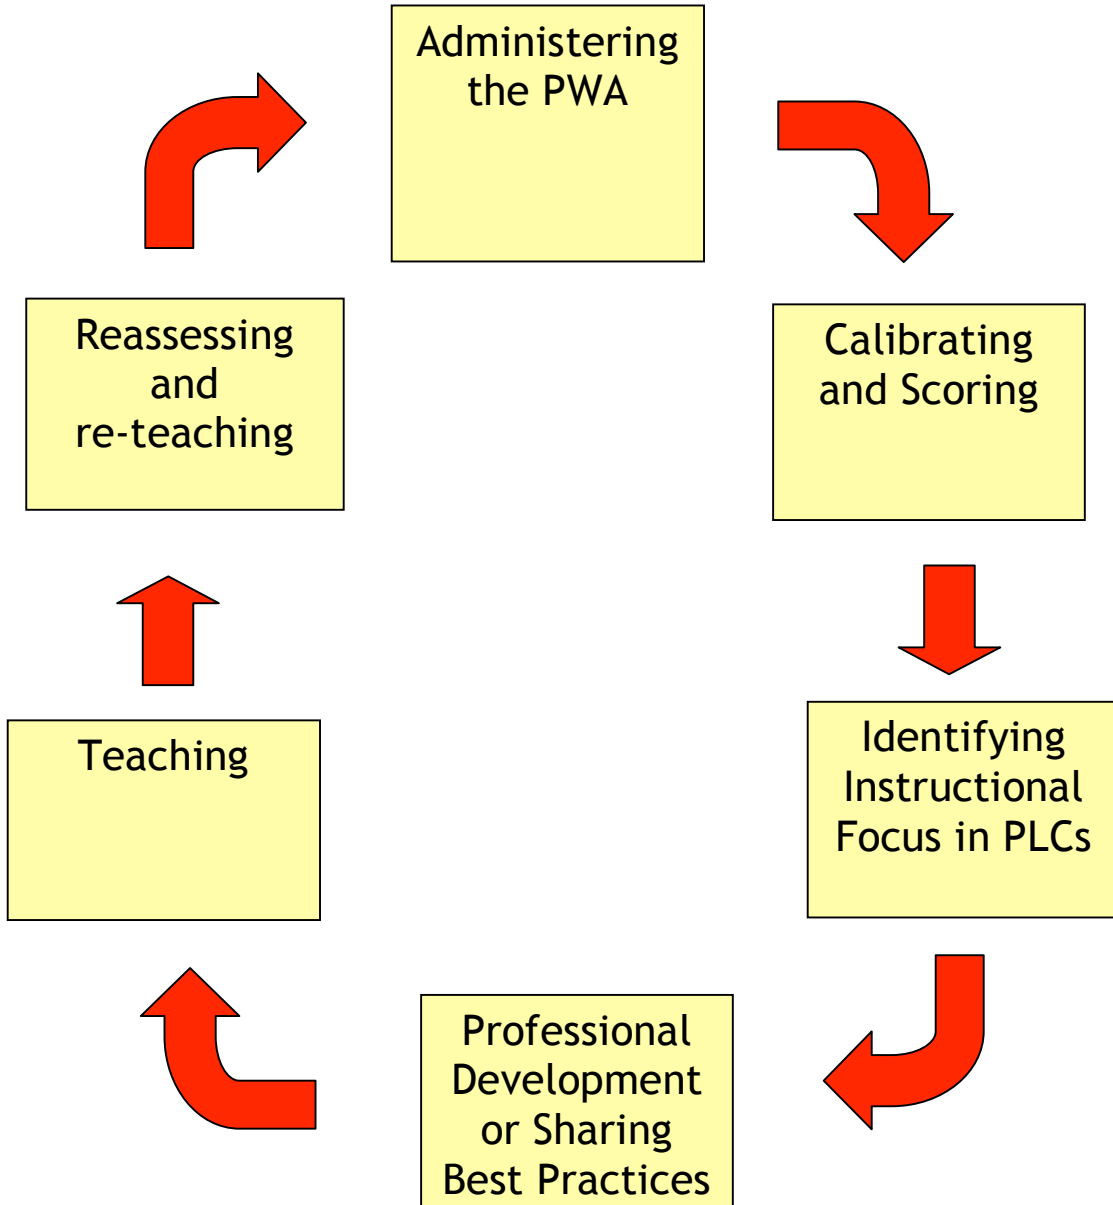 Administering
the PWA
Calibrating
and Scoring
Identifying
Instructional
Focus in PLCs
Professional
Development
or Sharing
Best Practices
Teaching
Reassessing
and
re-teaching